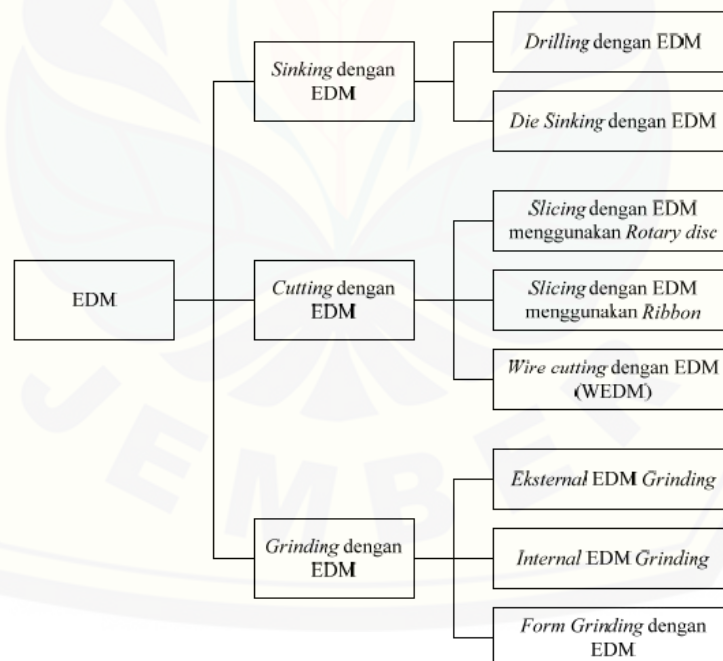 EDM
Sinking dengan
EDM
Drilling dengan EDM
Die Sinking dengan EDM
Cutting dengan
EDM
Slicing dengan EDM
menggunakan Rotary disc
Slicing dengan EDM
menggunakan Ribbon
Wire cutting dengan EDM
(WEDM)
Grinding dengan
EDM
Eksternal EDM Grinding
Internal EDM Grinding
Form Grinding dengan
EDM
JEMBER